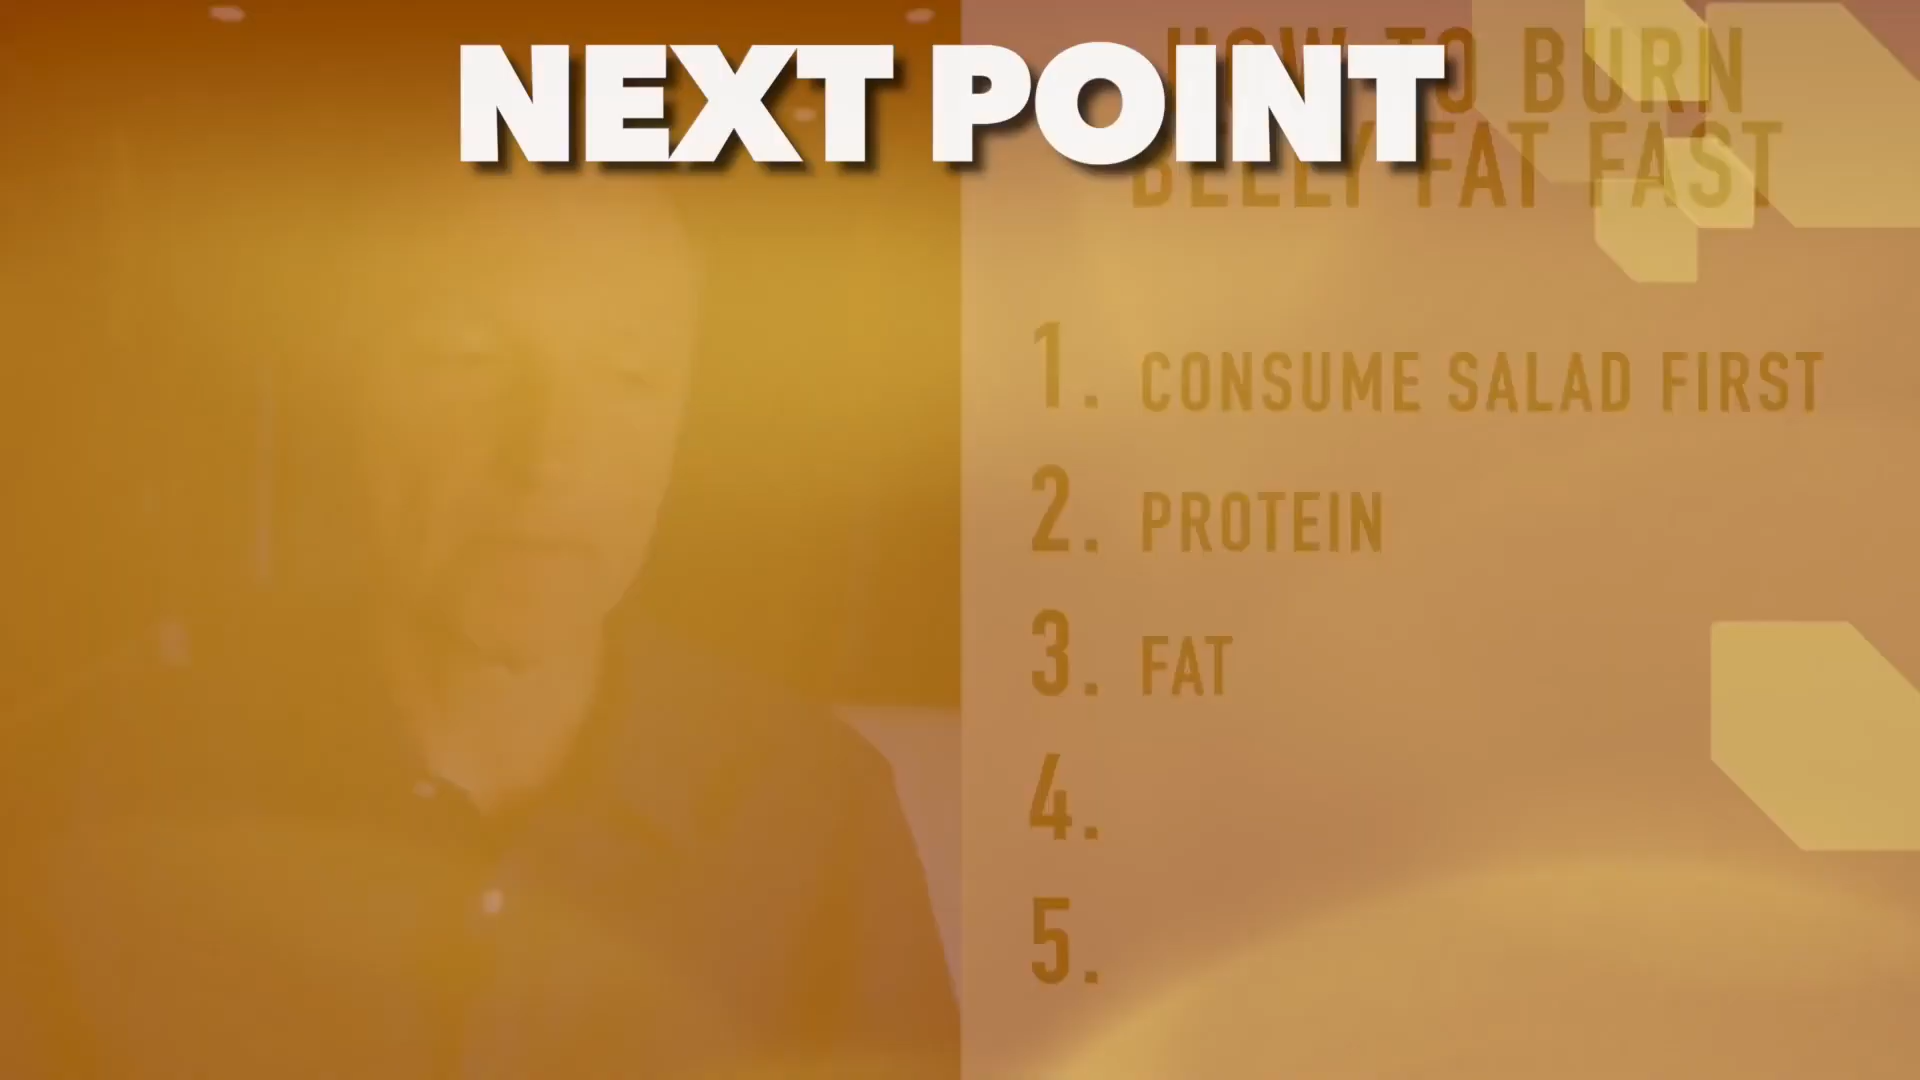 NEXT POINT
HOW TO BURN
BELLY FAT FAST
1. CONSUME SALAD FIRST
2. PROTEIN
3. FAT
4.
5.